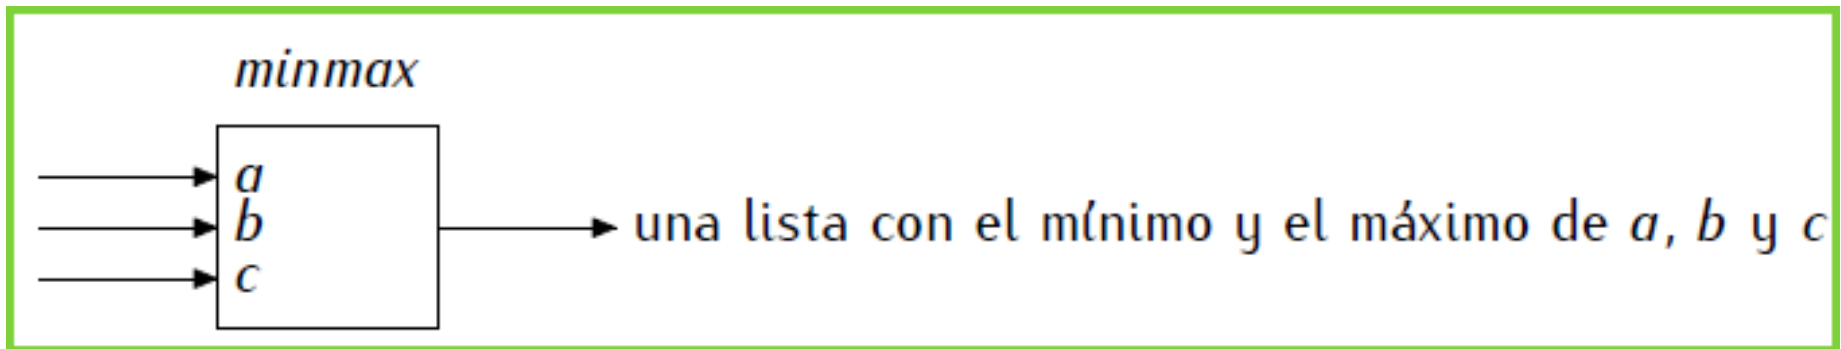 minmax
a
b
c
una lista con el mínimo y el máximo de a, b y c